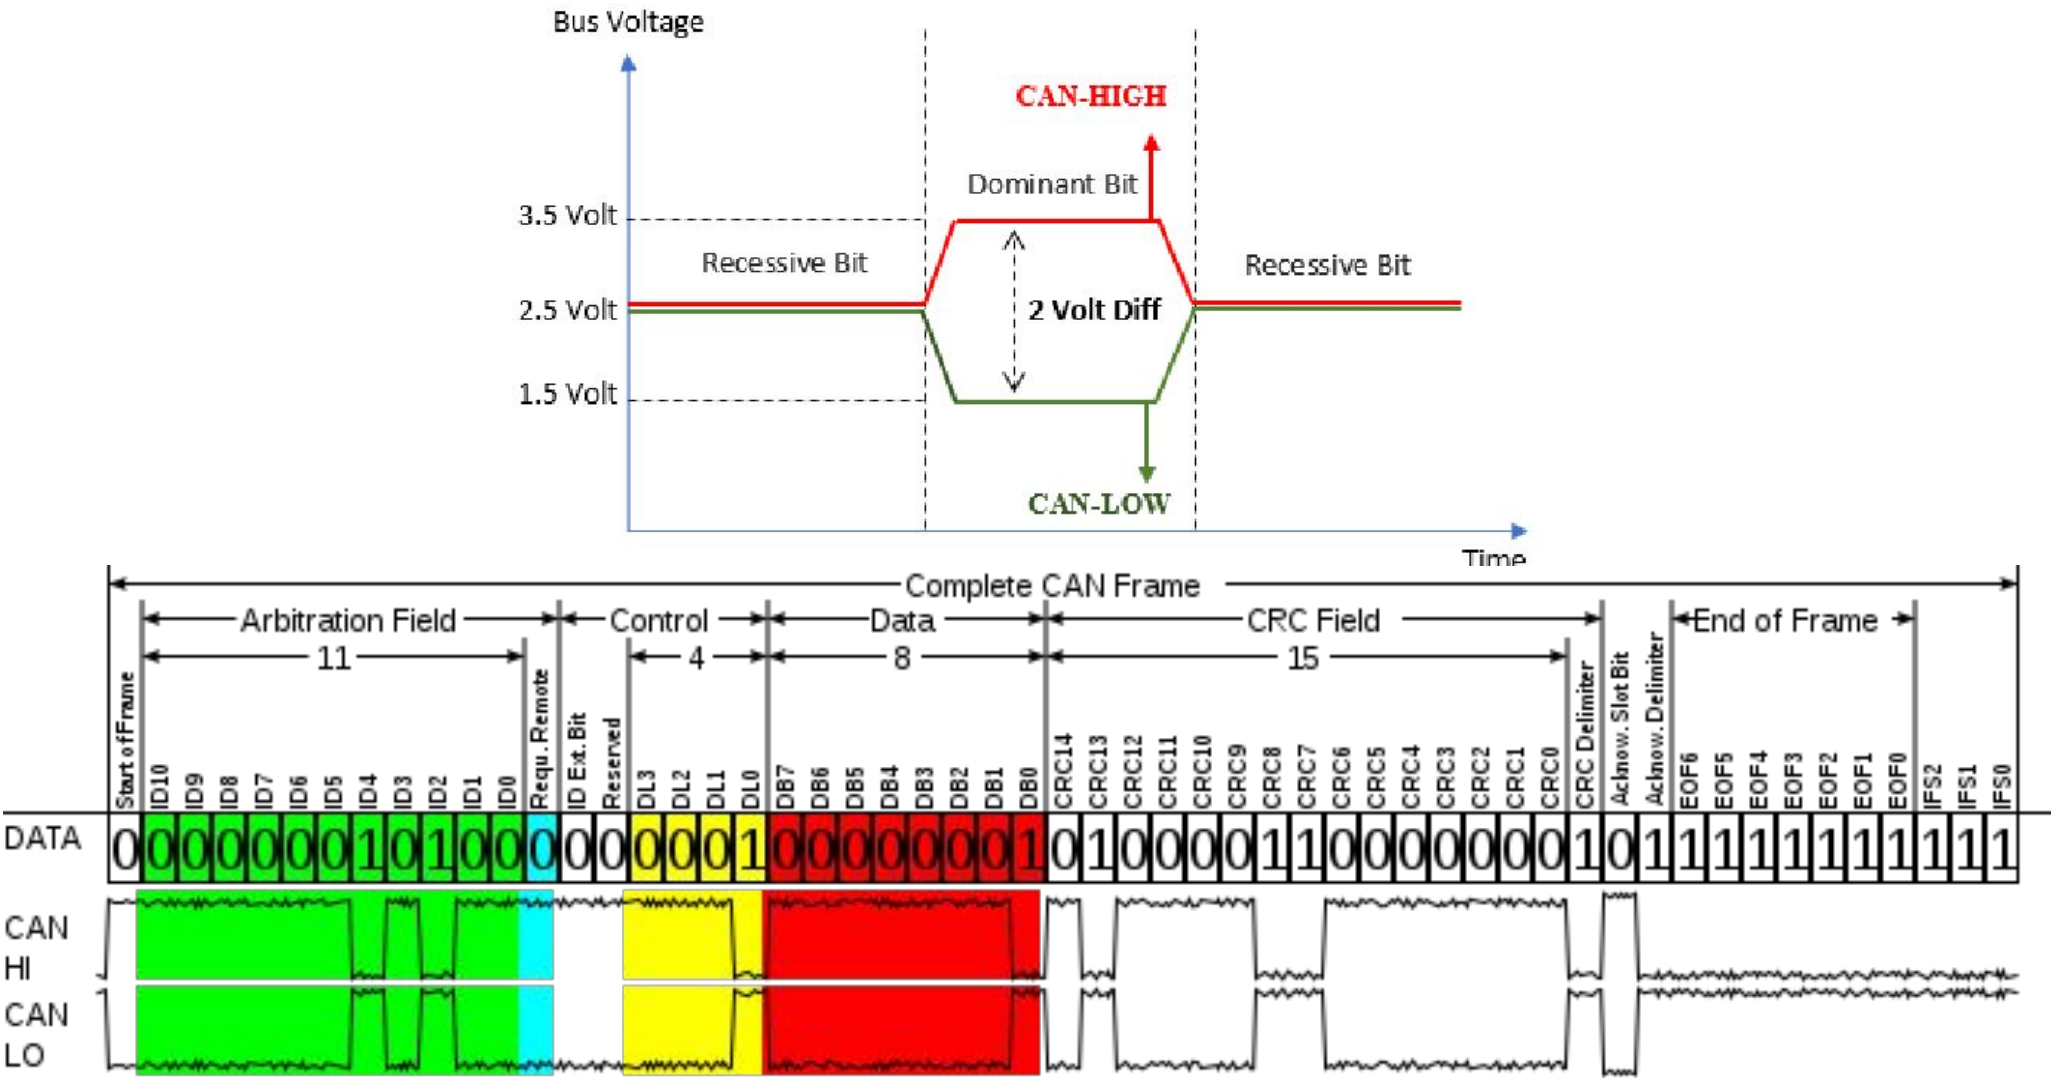 Bus Voltage
CAN-HIGH
Dominant Bit
3.5 Volt
Recessive Bit
Recessive Bit
2.5 Volt
2 Volt Diff
1.5 Volt
CAN-LOW
Time
Complete CAN Frame
Arbitration Field
Control
Data
CRC Field
End of Frame
11
4
8
15
Start of Frame
ID10
ID9
ID8
ID7
ID6
ID5
ID4
ID3
ID2
ID1
ID0
Requ. Remote
ID Ext. Bit
Reserved
DL3
DL2
DL1
DL0
DB7
DB6
DB5
DB4
DB3
DB2
DB1
DB0
CRC14
CRC13
CRC12
CRC11
CRC10
CRC9
CRC8
CRC7
CRC6
CRC5
CRC4
CRC3
CRC2
CRC1
CRC0
CRC Delimiter
Acknow. Slot Bit
Acknow. Delimiter
EOF6
EOF5
EOF4
EOF3
EOF2
EOF1
EOF0
IFS2
IFS1
IFS0
DATA 0 0 0 0 0 0 0 1 0 1 0 0 0 0 0 0 0 0 1 0 0 0 0 0 0 0 1 0 1 0 0 0 0 1 1 0 0 0 0 0 0 0 1 0 1 1 1 1 1 1 1 1 1 1 1
CAN
HI
CAN
LO